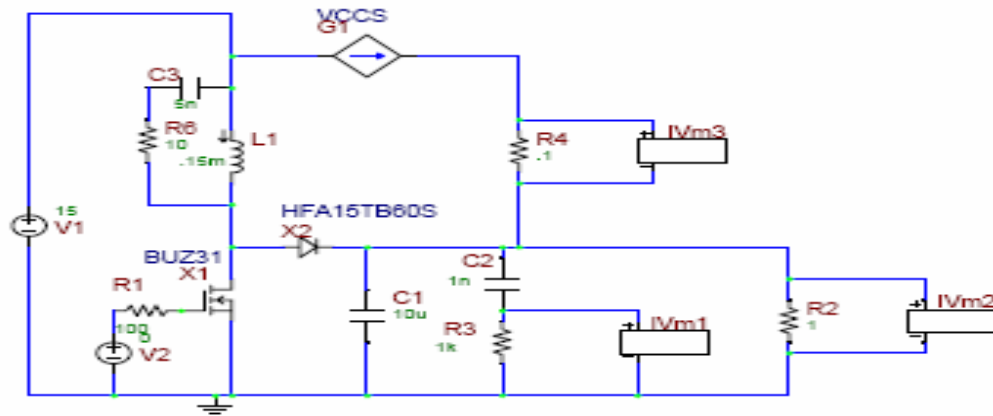 VCCS
G1
C3
5n
R6
10
L1
.15m
R4
.1
IVm3
15
V1
HFA15TB60S
X2
BUZ31
X1
R1
100
V2
C1
10u
C2
1n
R3
1k
IVm1
R2
1
IVm2